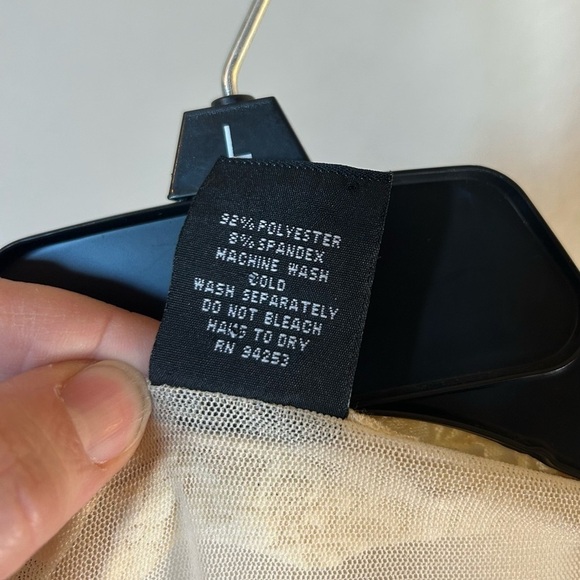 L
92% POLYESTER
8% SPANDEX
MACHINE WASH
COLD
WASH SEPARATELY
DO NOT BLEACH
HANG TO DRY
RN 94253